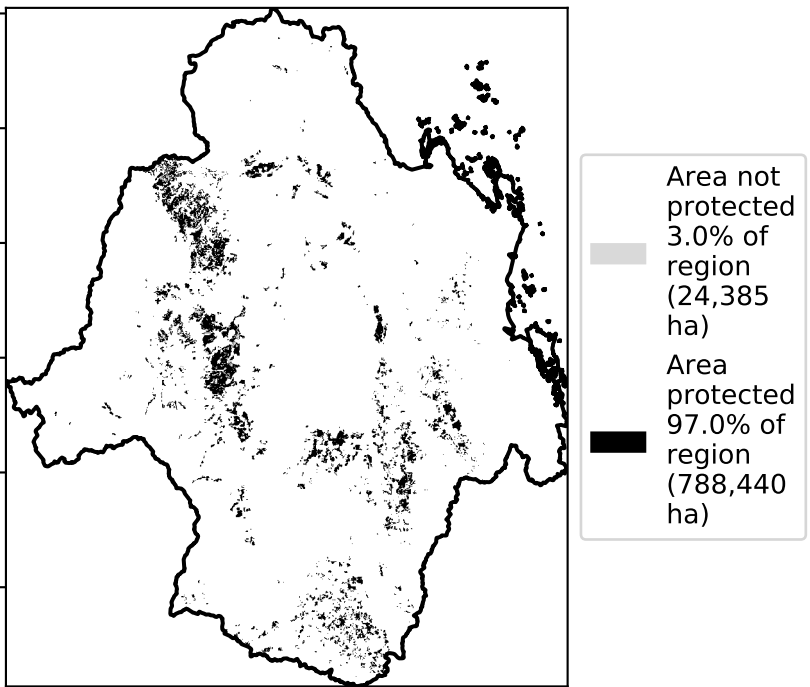 Area not
protected
3.0% of
region
(24,385
ha)
Area
protected
97.0% of
region
(788,440
ha)